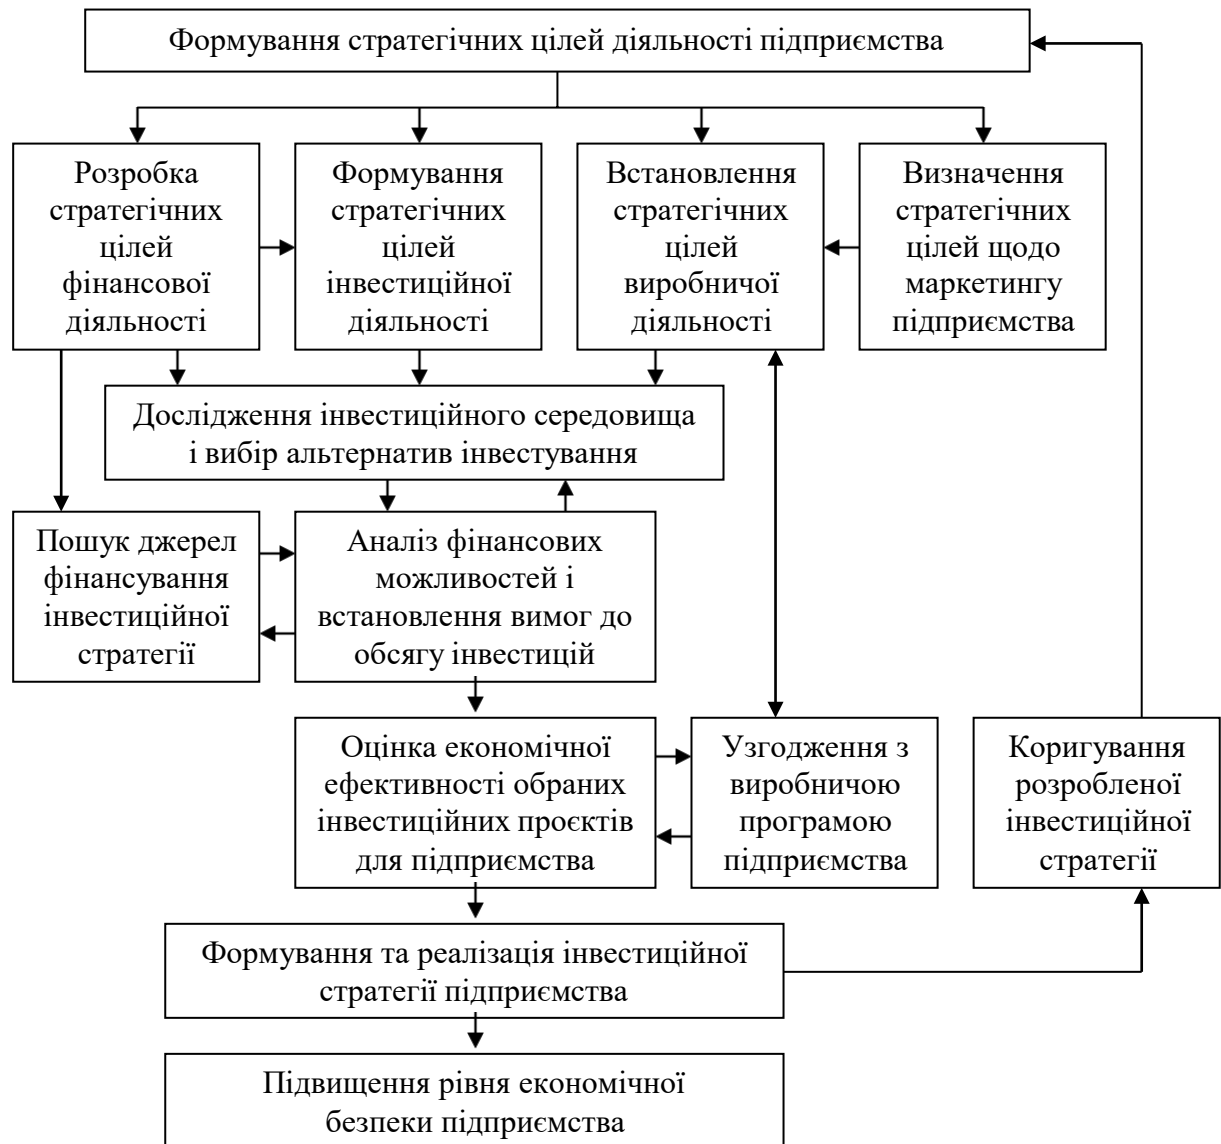 Формування стратегічних цілей діяльності підприємства
Розробка
стратегічних
цілей
фінансової
діяльності
Формування
стратегічних
цілей
інвестиційної
діяльності
Встановлення
стратегічних
цілей
виробничої
діяльності
Визначення
стратегічних
цілей щодо
маркетингу
підприємства
Дослідження інвестиційного середовища
і вибір альтернатив інвестування
Пошук джерел
фінансування
інвестиційної
стратегії
Аналіз фінансових
можливостей і
встановлення вимог до
обсягу інвестицій
Оцінка економічної
ефективності обраних
інвестиційних проєктів
для підприємства
Узгодження з
виробничою
програмою
підприємства
Коригування
розробленої
інвестиційної
стратегії
Формування та реалізація інвестиційної
стратегії підприємства
Підвищення рівня економічної
безпеки підприємства